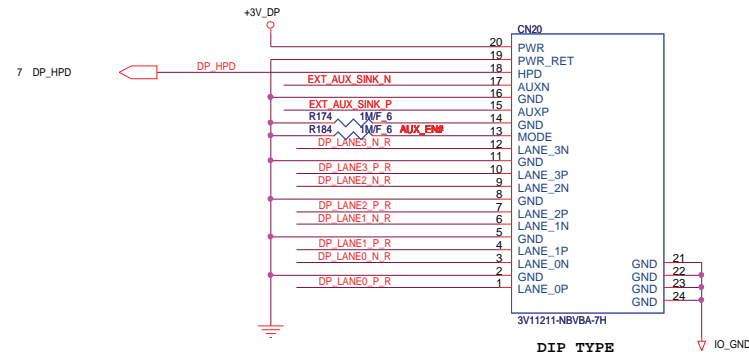 +3V_DP
CN20
20 PWR
19 PWR_RET
7 DP_HPD DP_HPD 18 HPD
EXT_AUX_SINK_N 17 AUXN
16 GND
EXT_AUX_SINK_P 15 AUXP
R174 1M/F_6 14 GND
R184 1M/F_6 AUX_EN# 13 MODE
DP_LANE3_N_R 12 LANE_3N
11 GND
DP_LANE3_P_R 10 LANE_3P
DP_LANE2_N_R 9 LANE_2N
8 GND
DP_LANE2_P_R 7 LANE_2P
DP_LANE1_N_R 6 LANE_1N
5 GND
DP_LANE1_P_R 4 LANE_1P
DP_LANE0_N_R 3 LANE_0N GND 21
2 GND GND 22
DP_LANE0_P_R 1 LANE_0P GND 23
GND 24
3V11211-NBVBA-7H
DIP TYPE
IO_GND